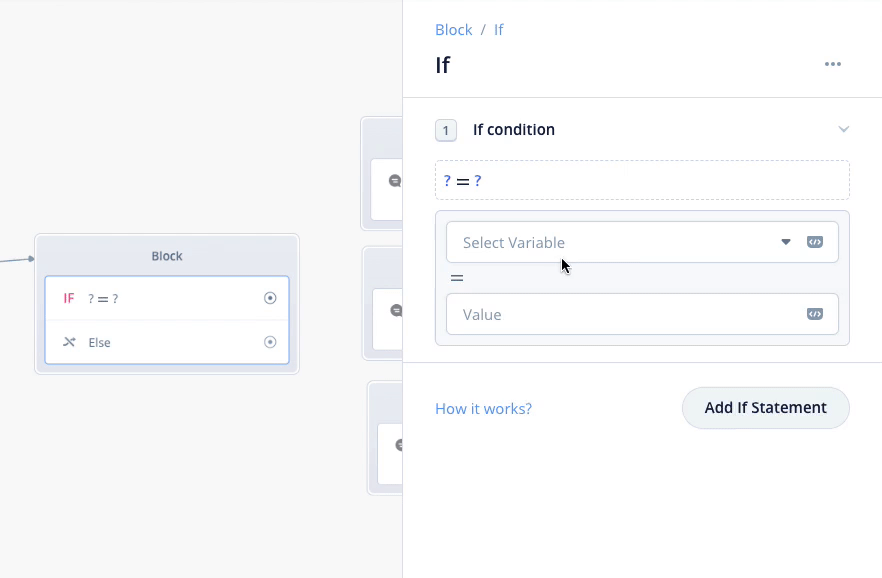 Block / If
If
1 If condition
? = ?
Select Variable
=
Value
How it works?
Add If Statement
Block
IF ? = ?
Else